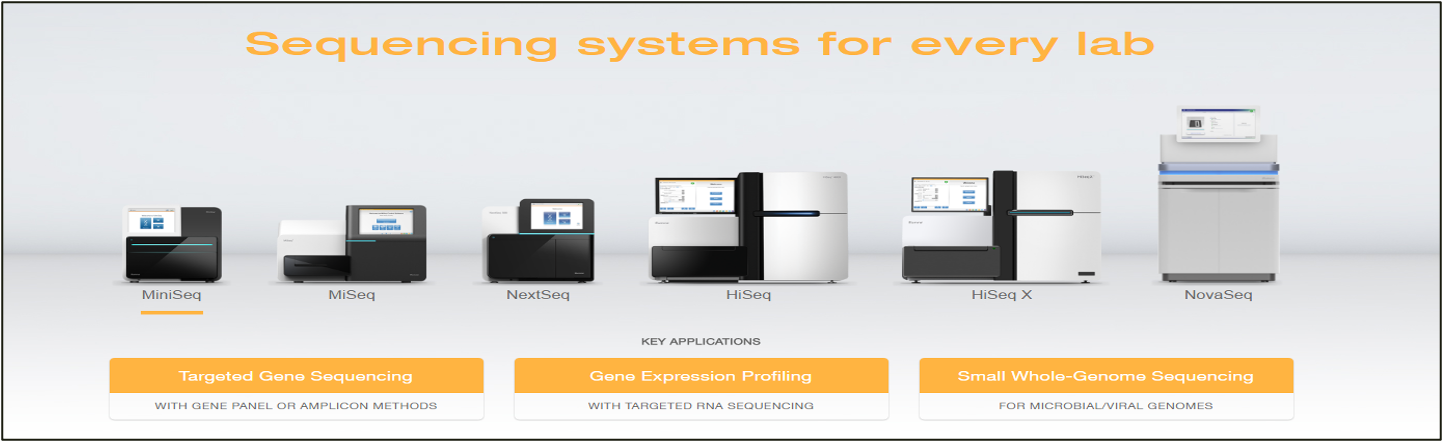 Sequencing systems for every lab
MiniSeq
MiSeq
NextSeq
HiSeq
HiSeq X
NovaSeq
KEY APPLICATIONS
Targeted Gene Sequencing
WITH GENE PANEL OR AMPLICON METHODS
Gene Expression Profiling
WITH TARGETED RNA SEQUENCING
Small Whole-Genome Sequencing
FOR MICROBIAL/VIRAL GENOMES